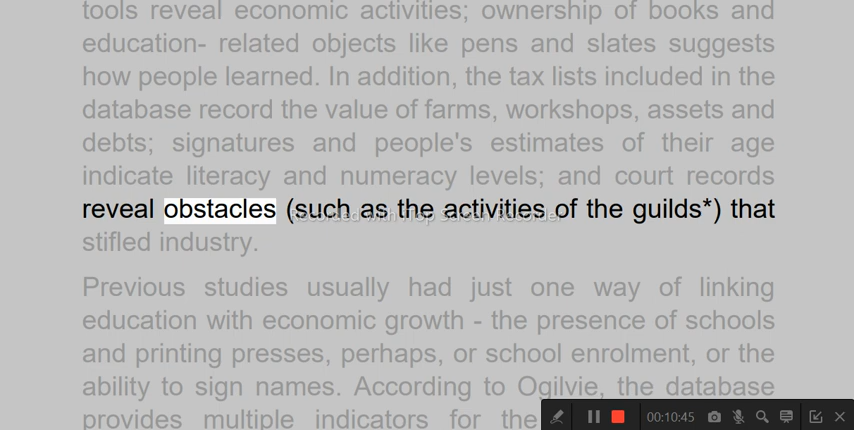 tools reveal economic activities; ownership of books and
education- related objects like pens and slates suggests
how people learned. In addition, the tax lists included in the
database record the value of farms, workshops, assets and
debts; signatures and people's estimates of their age
indicate literacy and numeracy levels; and court records
reveal obstacles (such as the activities of the guilds*) that
Recorded with iTop Screen Recorder
stifled industry.
Previous studies usually had just one way of linking
education with economic growth - the presence of schools
and printing presses, perhaps, or school enrolment, or the
ability to sign names. According to Ogilvie, the database
provides multiple indicators for the
00:10:45